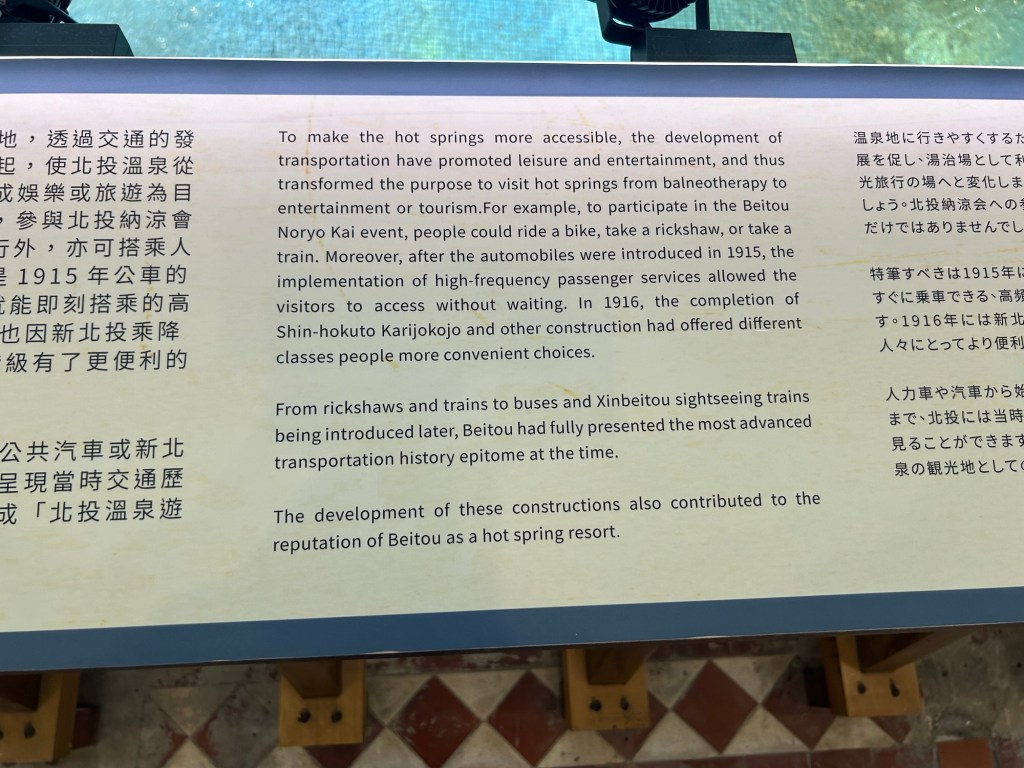 地，透過交通的發
起，使北投溫泉從
成娛樂或旅遊為目
，參與北投納涼會
行外，亦可搭乘人
是 1915 年公車的
就能即刻搭乘的高
也因新北投乘降
級有了更便利的
公共汽車或新北
呈現當時交通歷
成「北投溫泉遊
To make the hot springs more accessible, the development of
transportation have promoted leisure and entertainment, and thus
transformed the purpose to visit hot springs from balneotherapy to
entertainment or tourism.For example, to participate in the Beitou
Noryo Kai event, people could ride a bike, take a rickshaw, or take a
train. Moreover, after the automobiles were introduced in 1915, the
implementation of high-frequency passenger services allowed the
visitors to access without waiting. In 1916, the completion of
Shin-hokuto Karijokojo and other construction had offered different
classes people more convenient choices.
From rickshaws and trains to buses and Xinbeitou sightseeing trains
being introduced later, Beitou had fully presented the most advanced
transportation history epitome at the time.
The development of these constructions also contributed to the
reputation of Beitou as a hot spring resort.
温泉地に行きやすくするた
展を促し、湯治場として利
光旅行の場へと変化しま
しょう。北投納涼会への参
だけではありませんでし
特筆すべきは1915年に
すぐに乗車できる、高頻
す。1916年には新北
人々にとってより便利
人力車や汽車から始
まで、北投には当時
見ることができます
泉の観光地としての